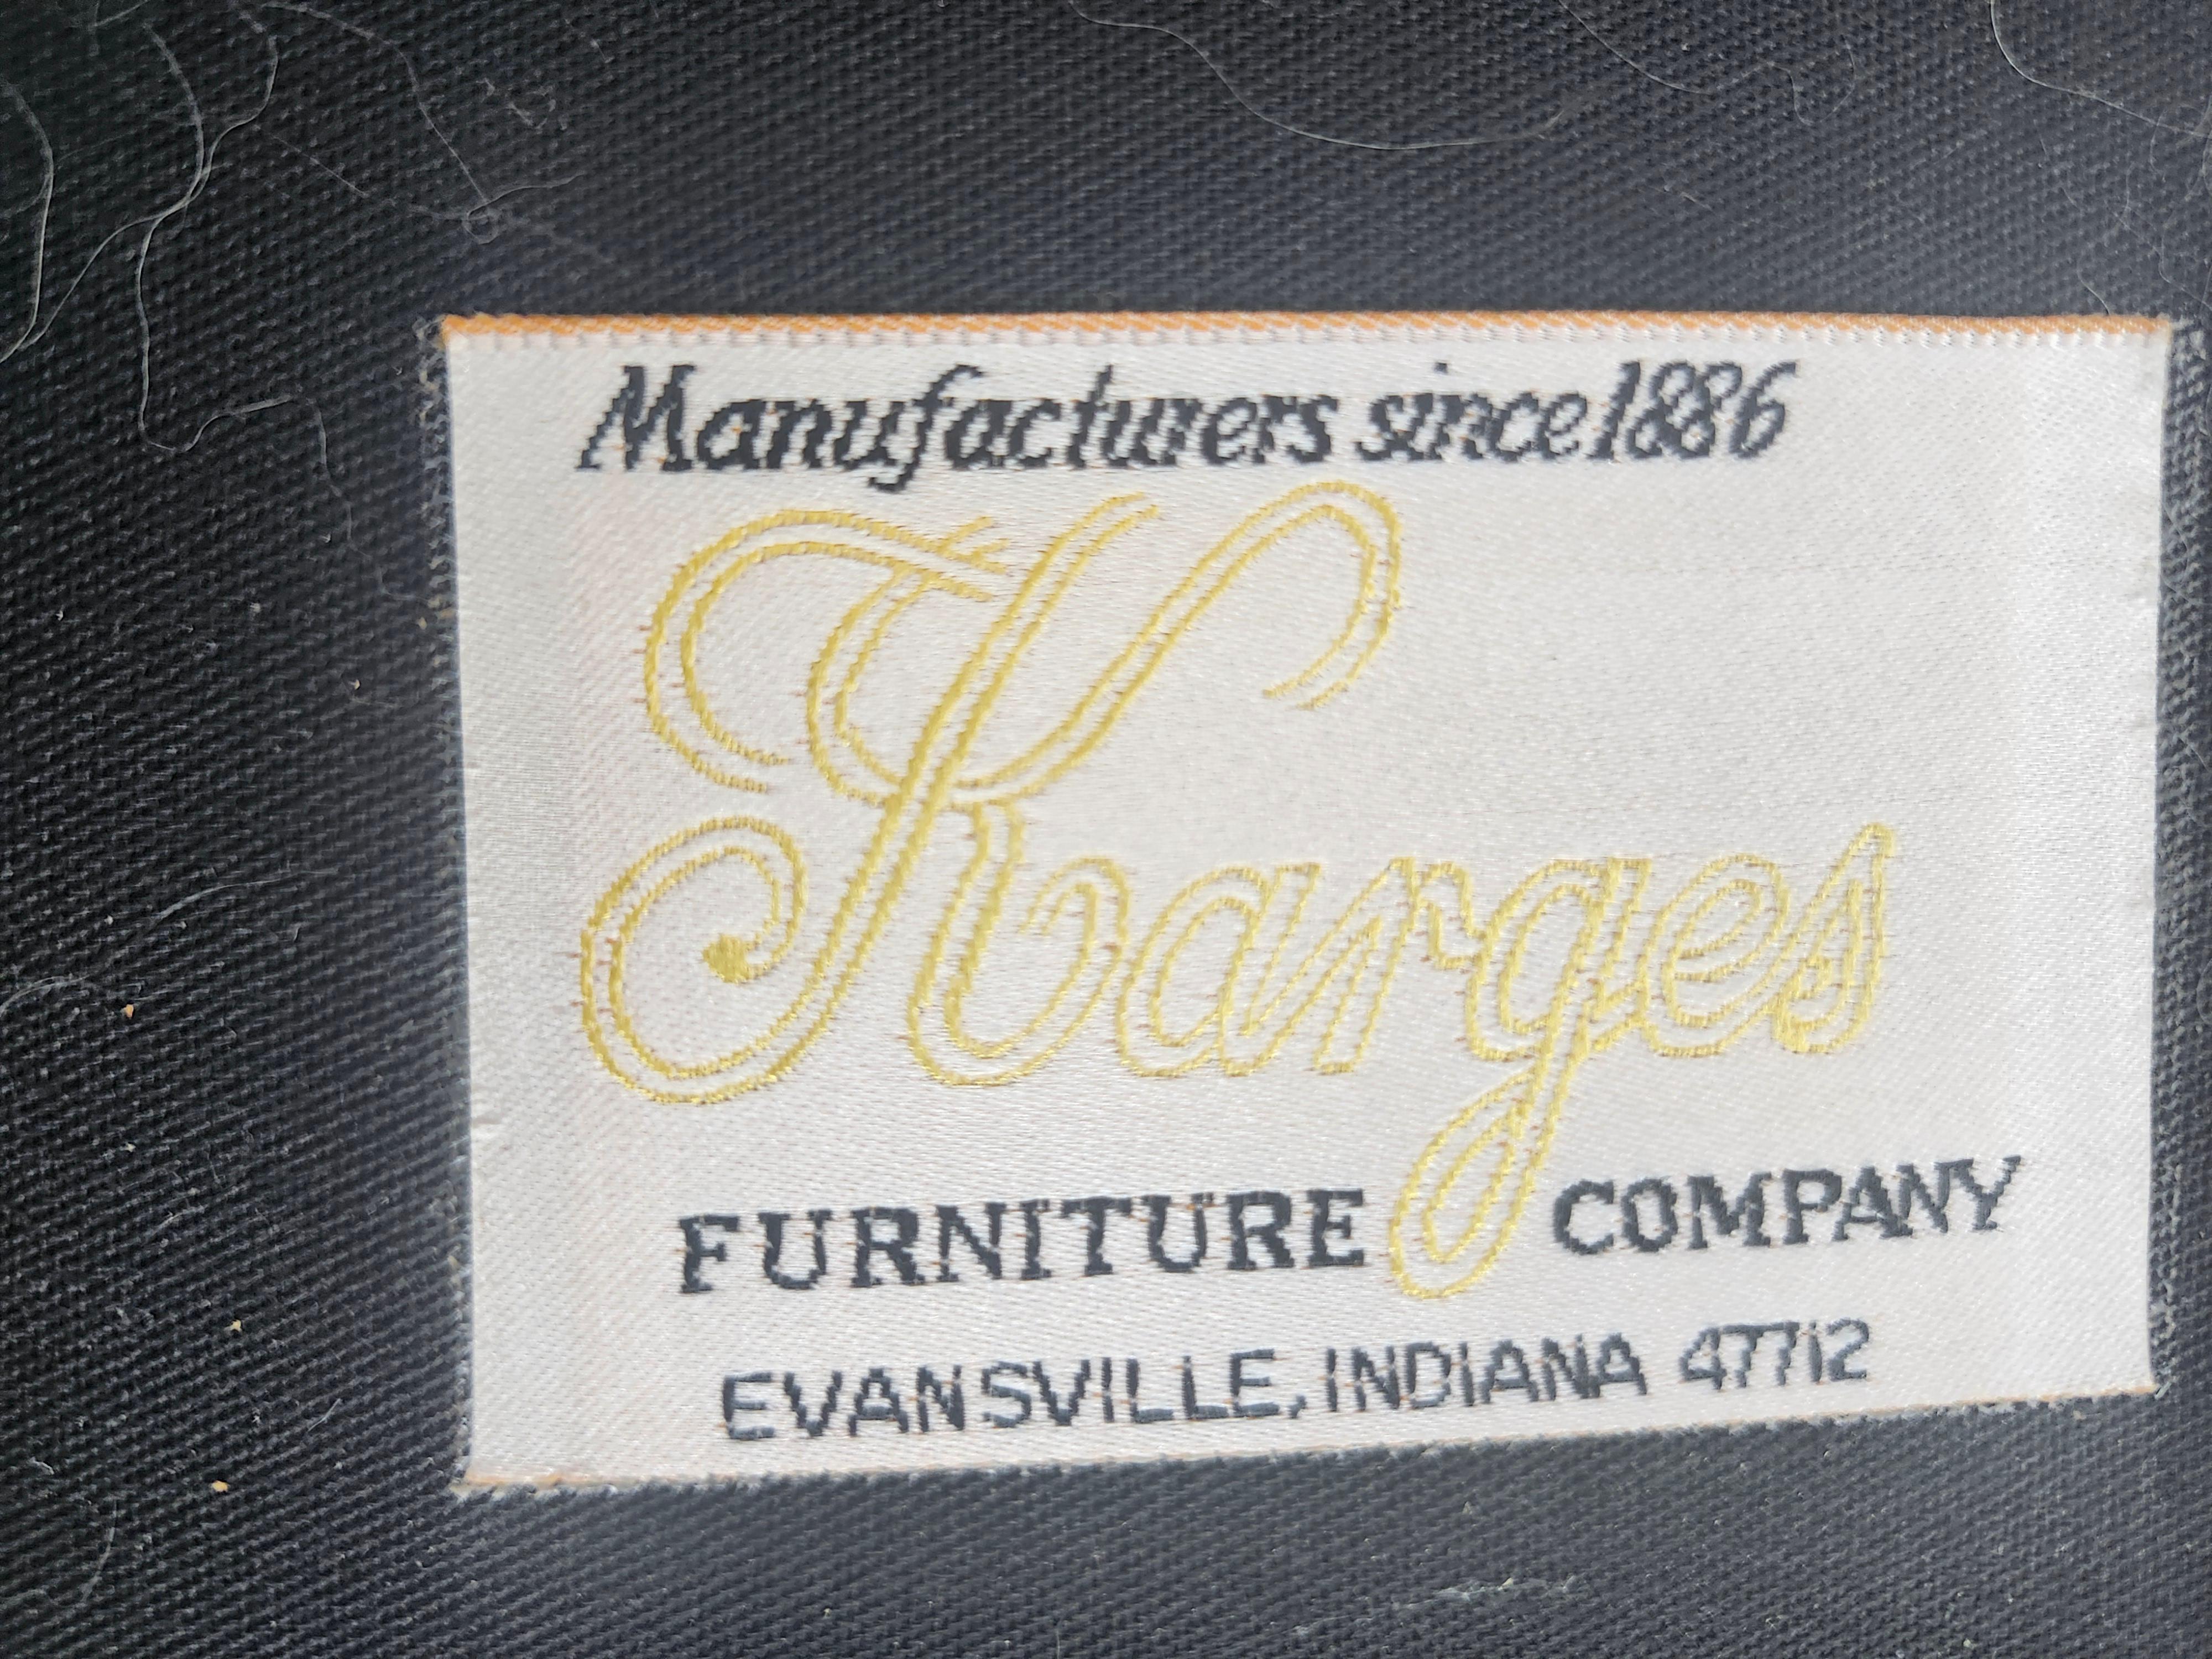 Manufacturers since 1886
Karges
FURNITURE COMPANY
EVANSVILLE, INDIANA 47712